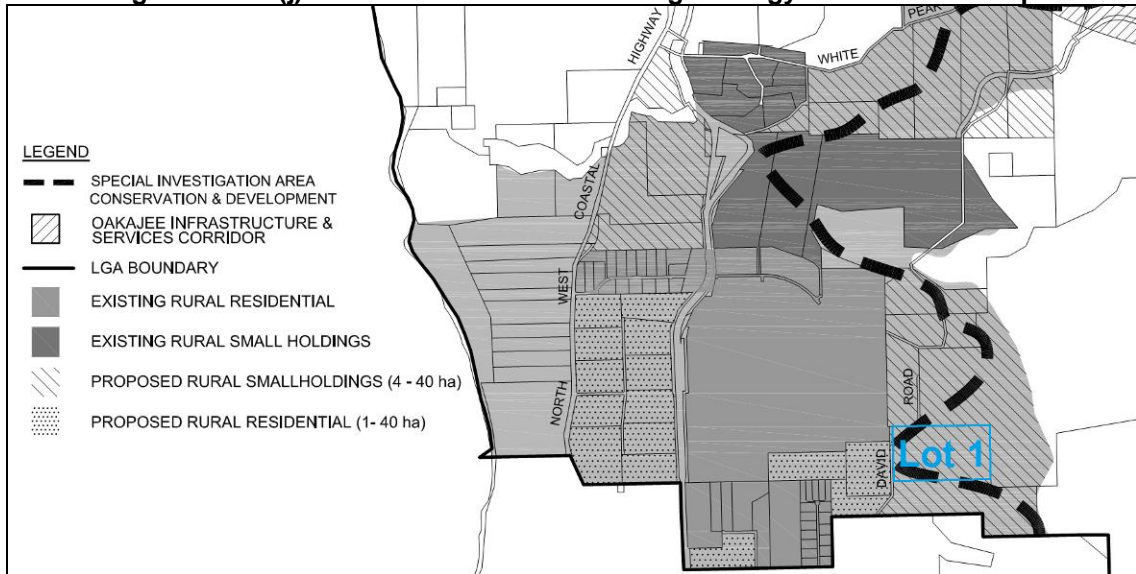 PEAK
WHITE
HIGHWAY
COASTAL
WEST
NORTH
ROAD
DAVID
Lot 1
LEGEND
SPECIAL INVESTIGATION AREA
CONSERVATION & DEVELOPMENT
OAKAJEE INFRASTRUCTURE &
SERVICES CORRIDOR
LGA BOUNDARY
EXISTING RURAL RESIDENTIAL
EXISTING RURAL SMALL HOLDINGS
PROPOSED RURAL SMALLHOLDINGS (4 - 40 ha)
PROPOSED RURAL RESIDENTIAL (1- 40 ha)